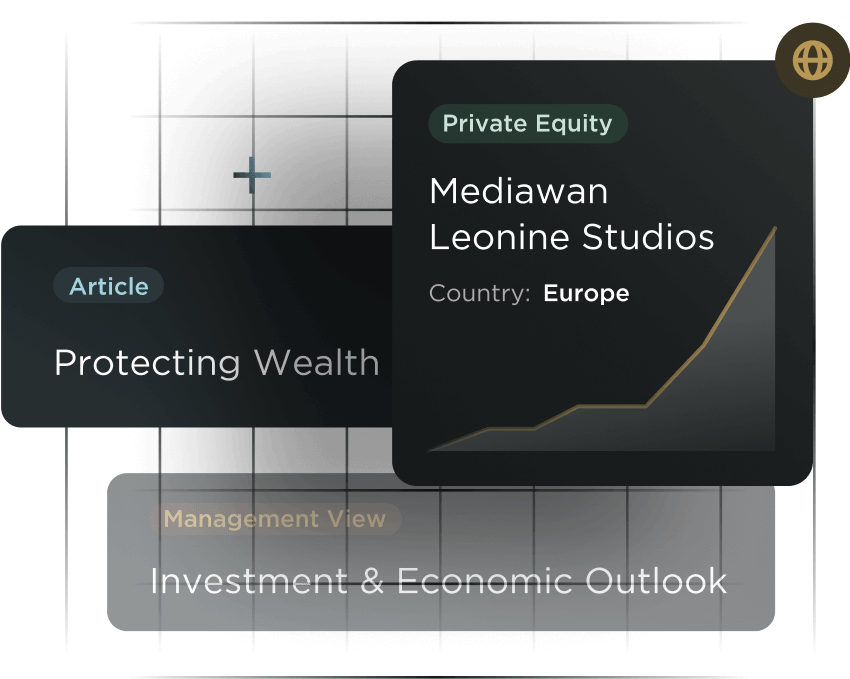 Private Equity
Mediawan
Leonine Studios
Country: Europe
Article
Protecting Wealth
Management View
Investment & Economic Outlook